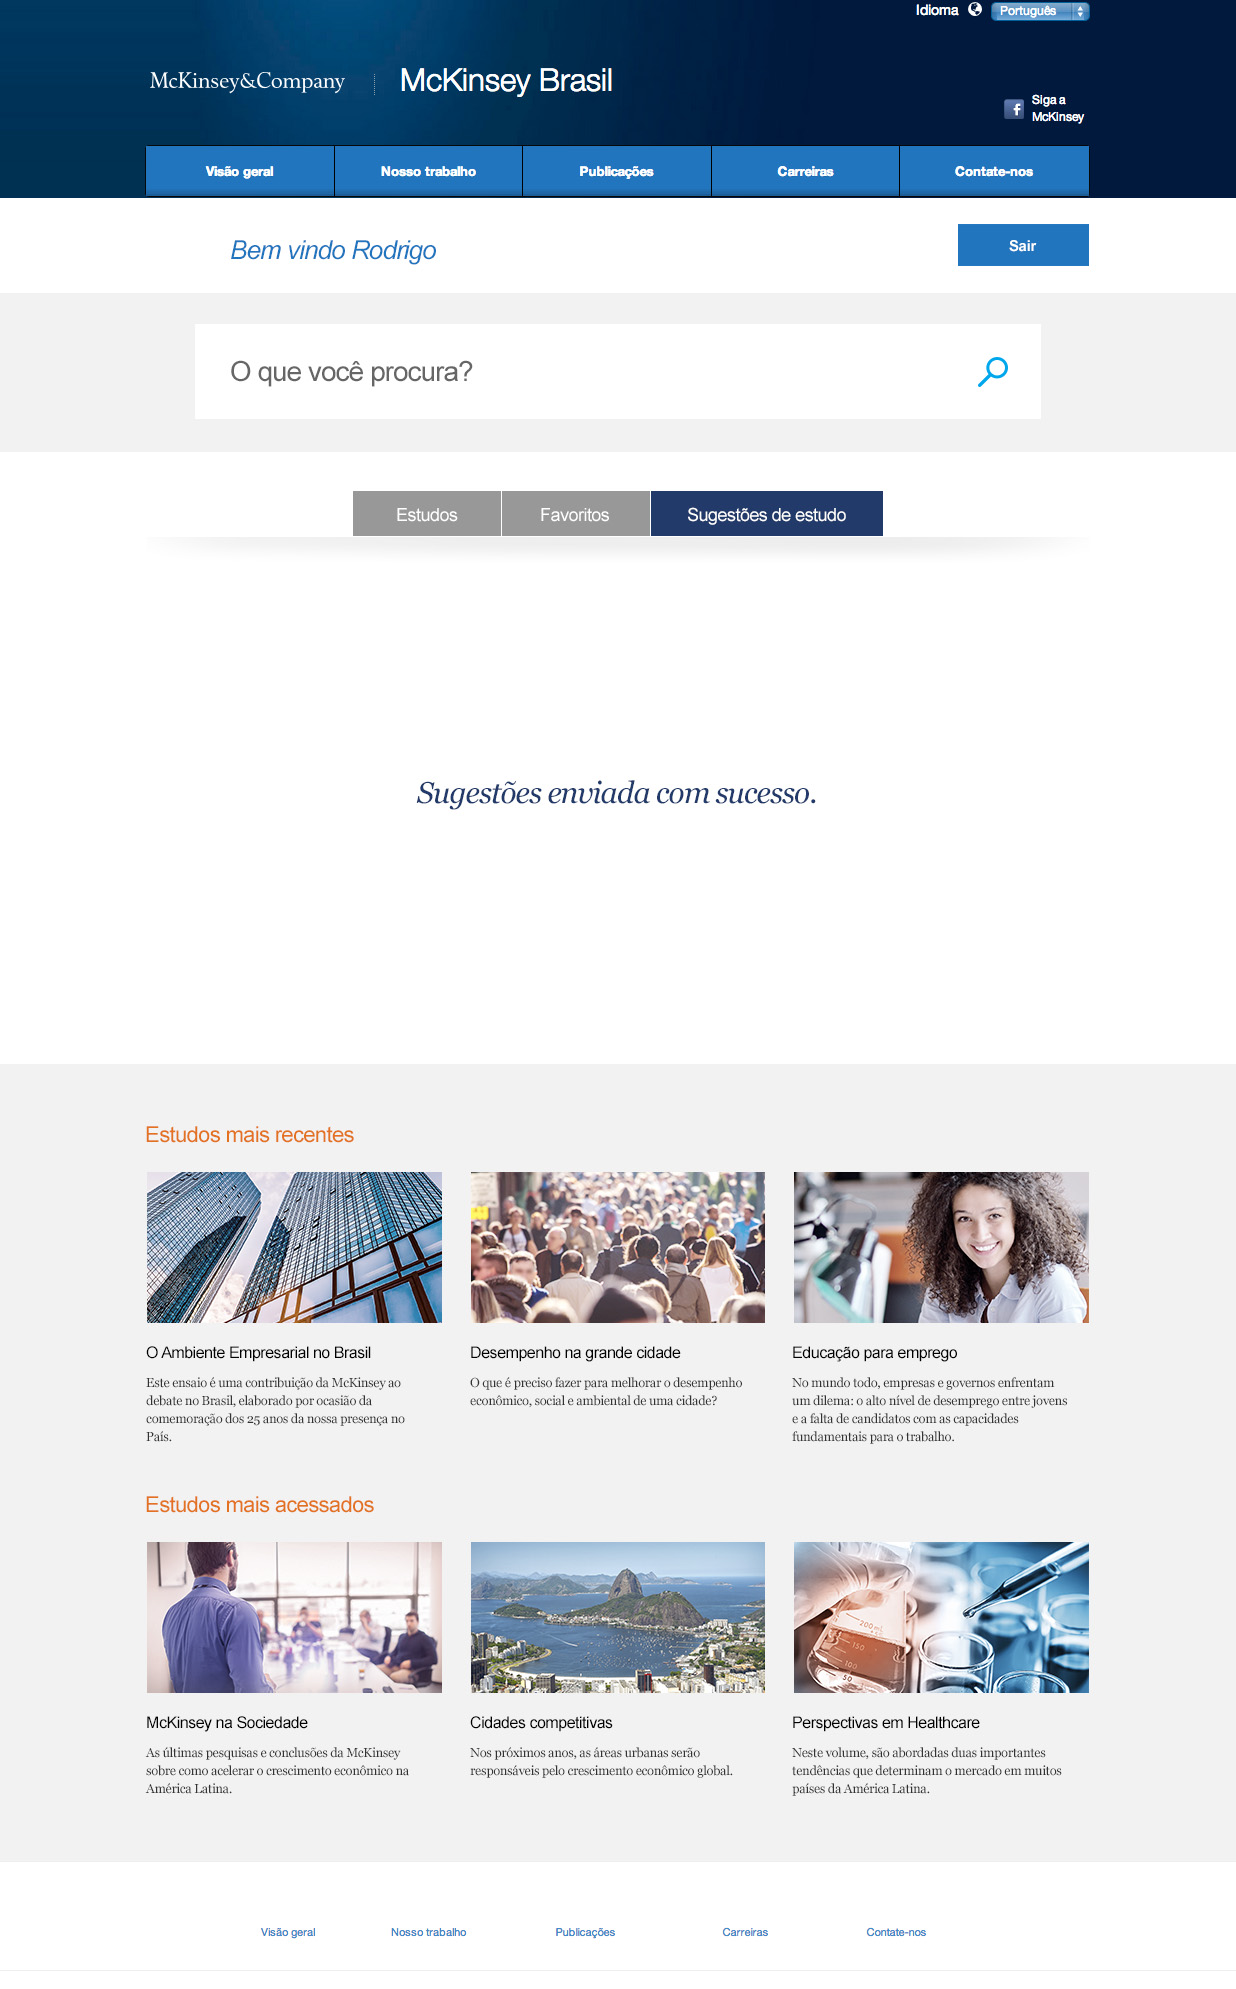 Idioma Português
McKinsey&Company
McKinsey Brasil
Siga a
McKinsey
Visão geral Nosso trabalho Publicações Carreiras Contate-nos
Bem vindo Rodrigo
Sair
O que você procura?
Estudos Favoritos Sugestões de estudo
Sugestões enviada com sucesso.
Estudos mais recentes
O Ambiente Empresarial no Brasil
Este ensaio é uma contribuição da McKinsey ao
debate no Brasil, elaborado por ocasião da
comemoração dos 25 anos da nossa presença no
País.
Desempenho na grande cidade
O que é preciso fazer para melhorar o desempenho
econômico, social e ambiental de uma cidade?
Educação para emprego
No mundo todo, empresas e governos enfrentam
um dilema: o alto nível de desemprego entre jovens
e a falta de candidatos com as capacidades
fundamentais para o trabalho.
Estudos mais acessados
McKinsey na Sociedade
As últimas pesquisas e conclusões da McKinsey
sobre como acelerar o crescimento econômico na
América Latina.
Cidades competitivas
Nos próximos anos, as áreas urbanas serão
responsáveis pelo crescimento econômico global.
200
150
100
50
Perspectivas em Healthcare
Neste volume, são abordadas duas importantes
tendências que determinam o mercado em muitos
países da América Latina.
Visão geral Nosso trabalho Publicações Carreiras Contate-nos